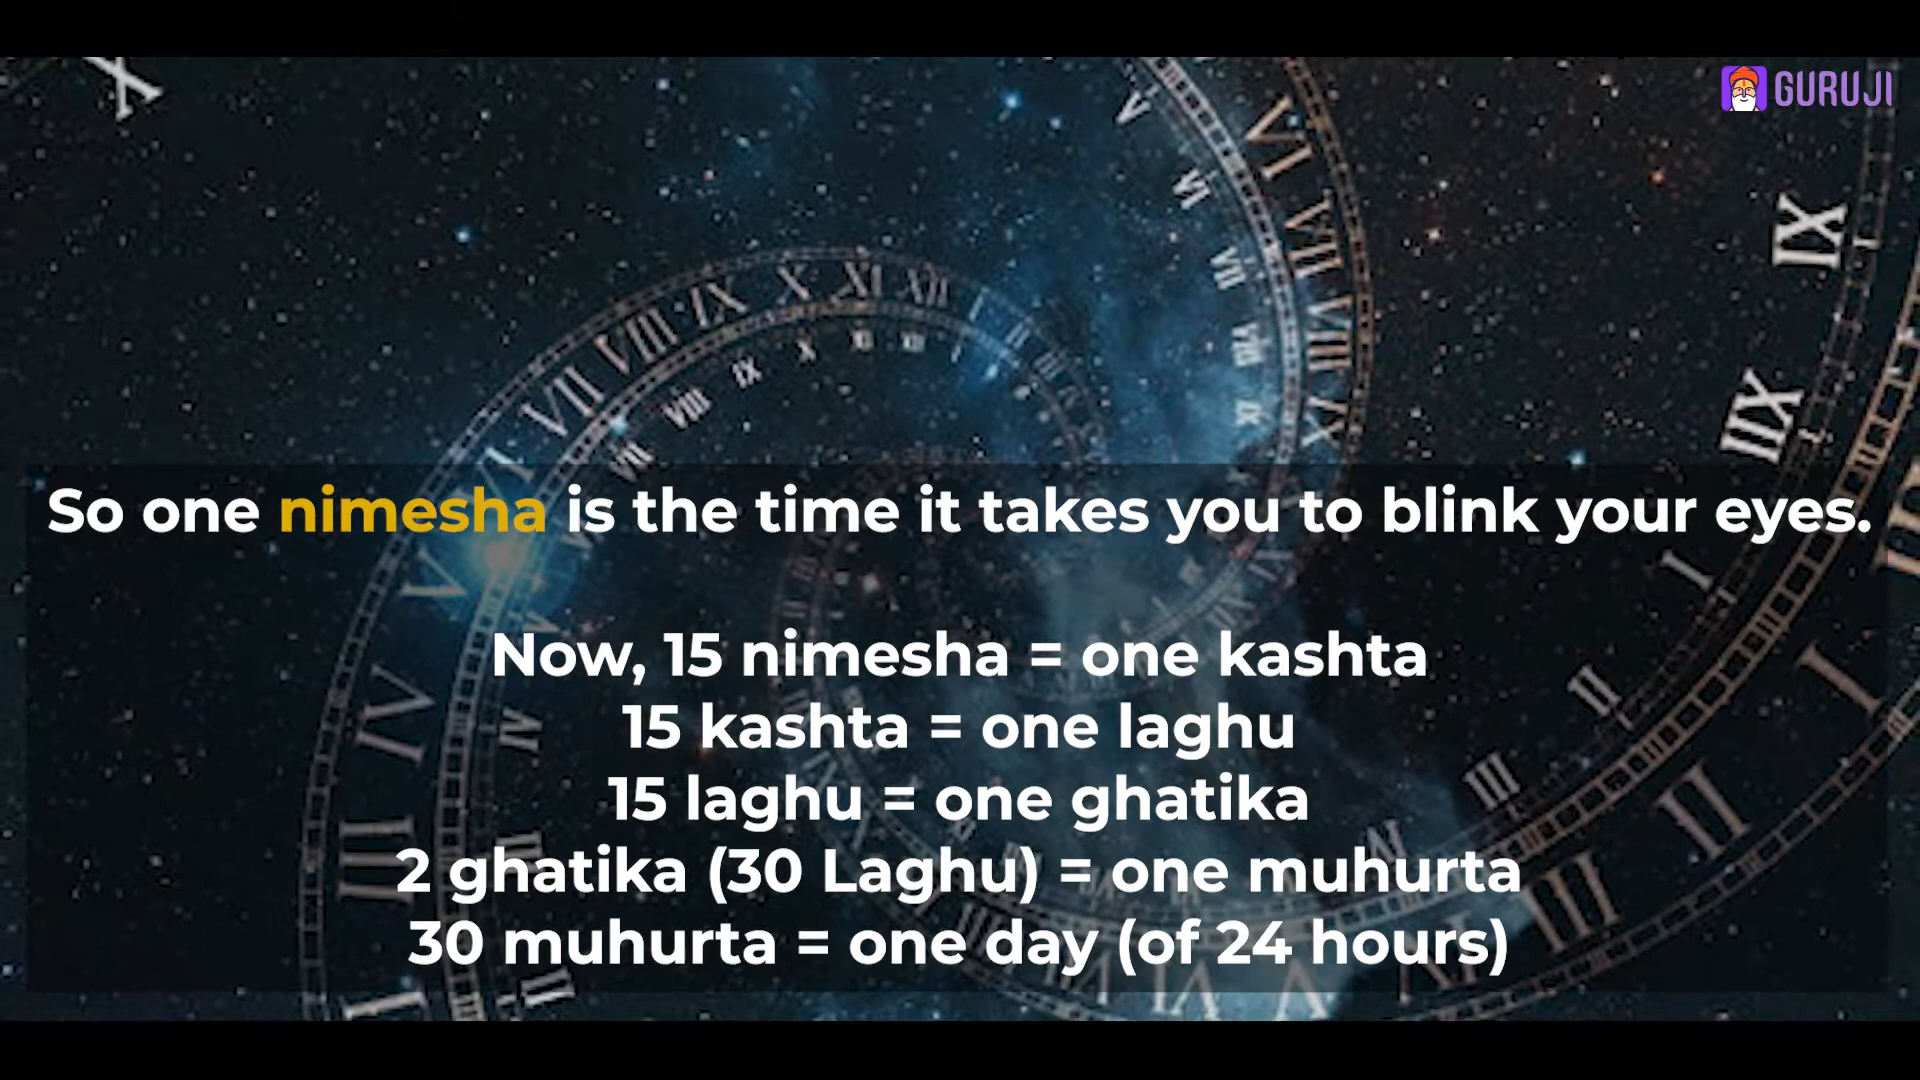 GURUJI
So one nimesha is the time it takes you to blink your eyes.
Now, 15 nimesha = one kashta
15 kashta = one laghu
15 laghu = one ghatika
2 ghatika (30 Laghu) = one muhurta
30 muhurta = one day (of 24 hours)